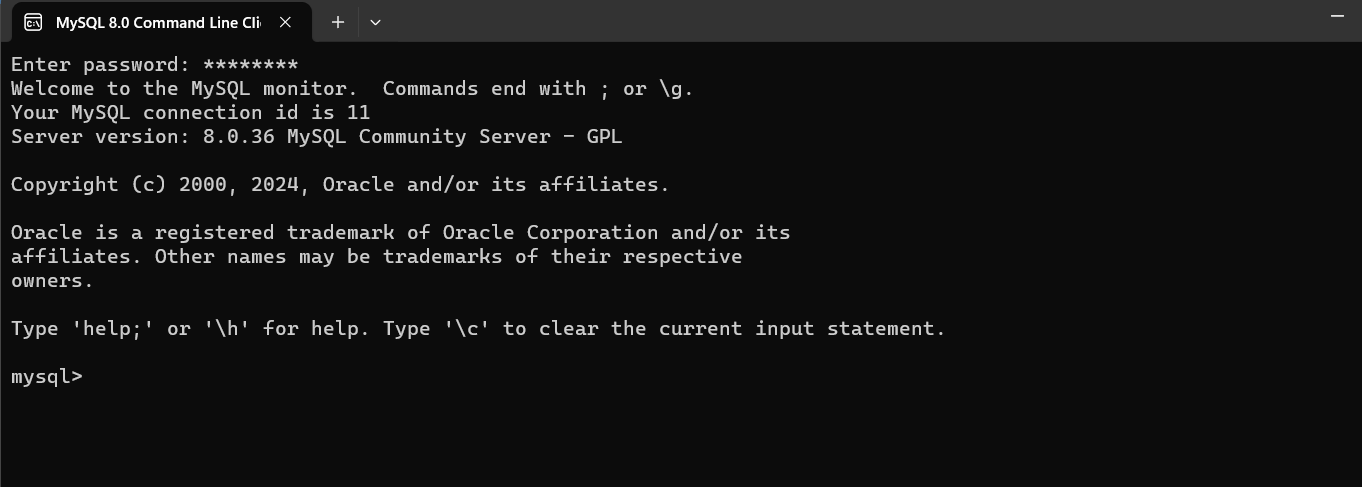 MySQL 8.0 Command Line Cli
Enter password: ********
Welcome to the MySQL monitor.  Commands end with ; or \g.
Your MySQL connection id is 11
Server version: 8.0.36 MySQL Community Server - GPL
Copyright (c) 2000, 2024, Oracle and/or its affiliates.
Oracle is a registered trademark of Oracle Corporation and/or its
affiliates. Other names may be trademarks of their respective
owners.
Type 'help;' or '\h' for help. Type '\c' to clear the current input statement.
mysql>